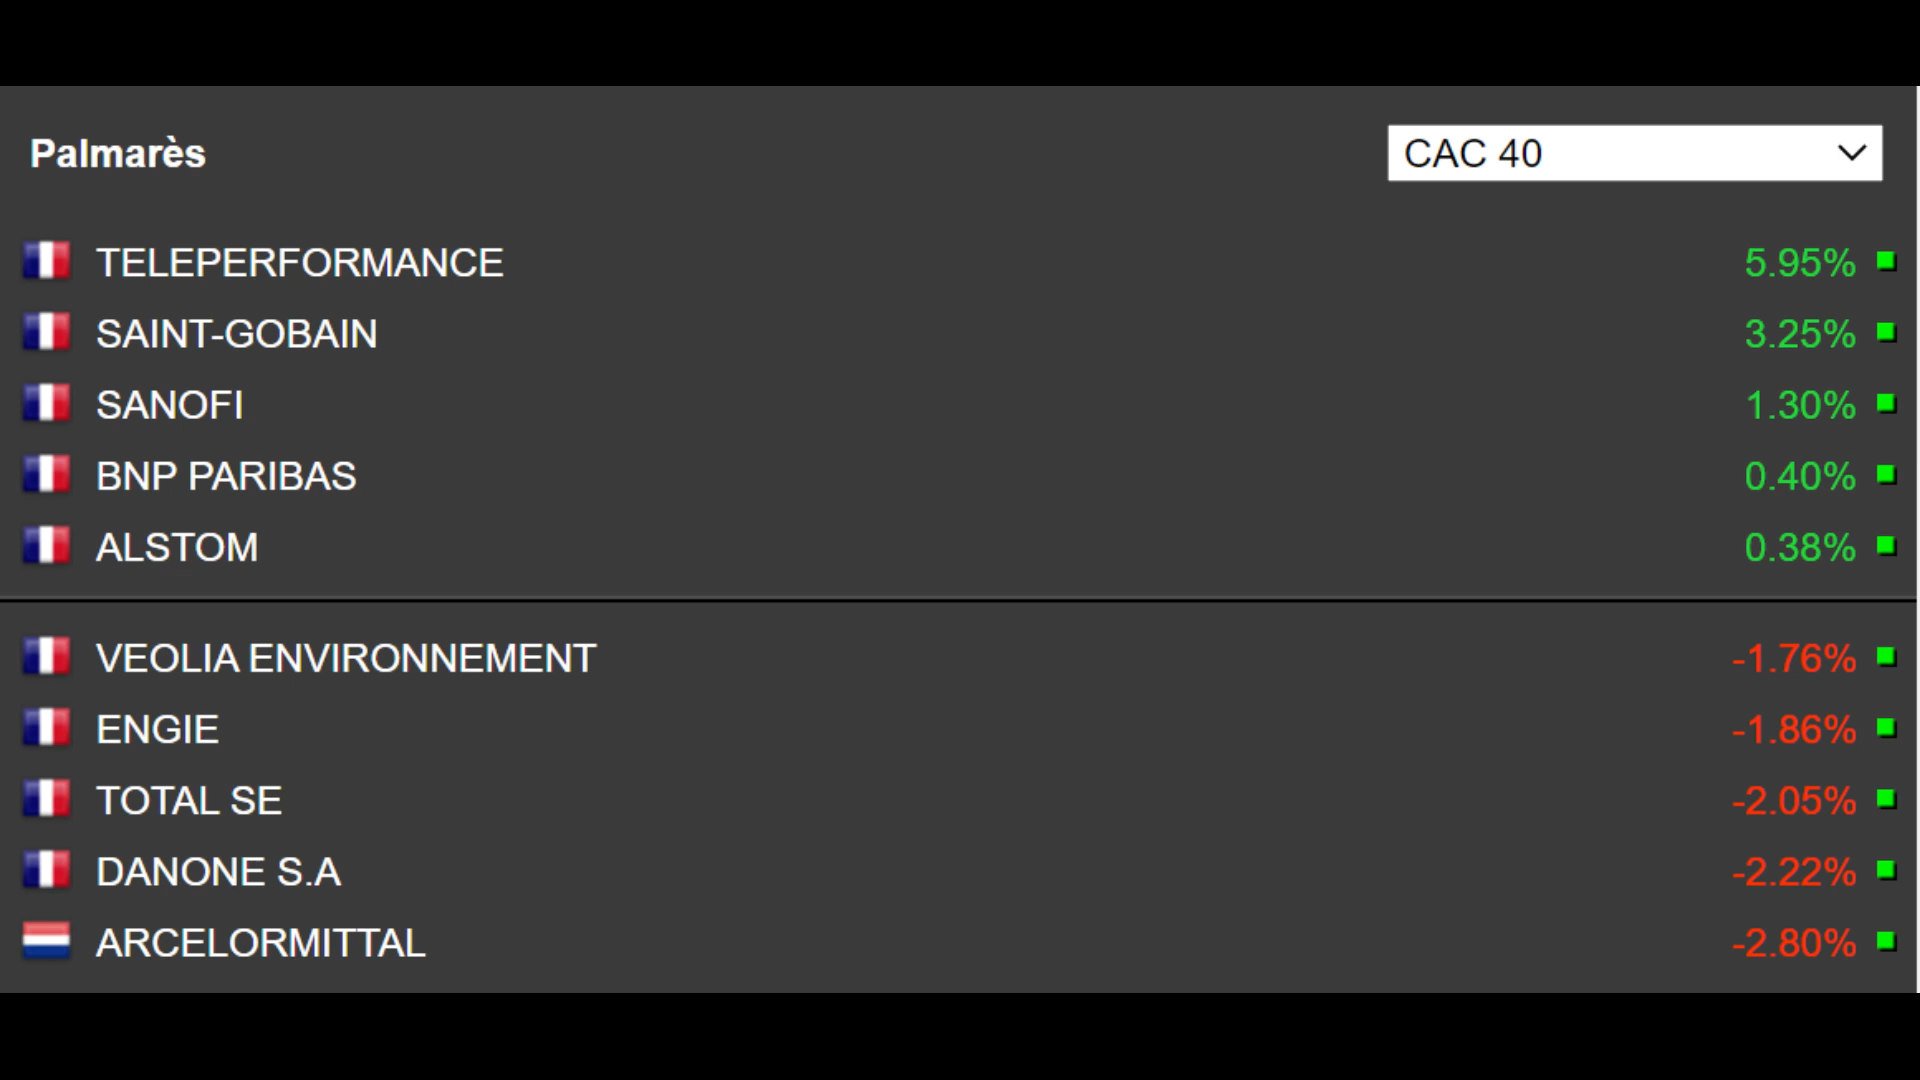 Palmarès CAC 40
TELEPERFORMANCE 5.95%
SAINT-GOBAIN 3.25%
SANOFI 1.30%
BNP PARIBAS 0.40%
ALSTOM 0.38%
VEOLIA ENVIRONNEMENT -1.76%
ENGIE -1.86%
TOTAL SE -2.05%
DANONE S.A -2.22%
ARCELORMITTAL -2.80%